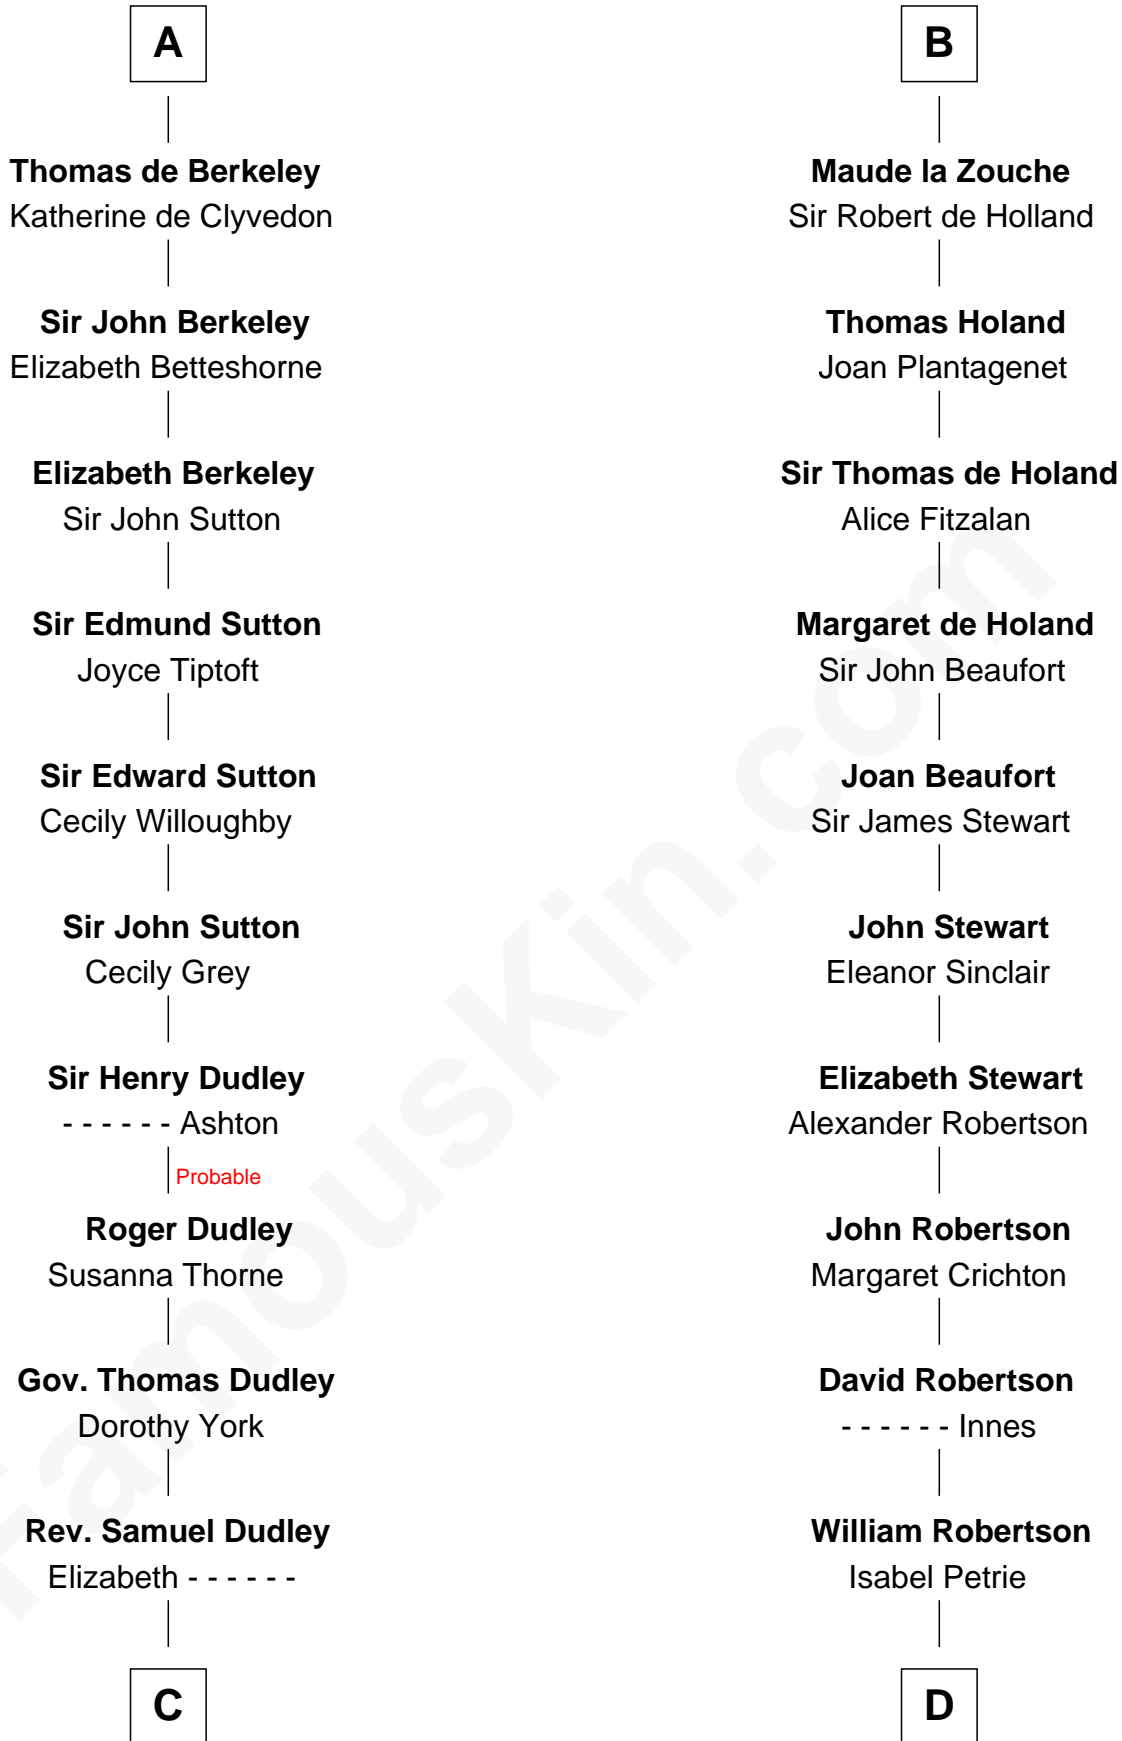 A
Thomas de Berkeley
Katherine de Clyvedon
Sir John Berkeley
Elizabeth Betteshorne
Elizabeth Berkeley
Sir John Sutton
Sir Edmund Sutton
Joyce Tiptoft
Sir Edward Sutton
Cecily Willoughby
Sir John Sutton
Cecily Grey
Sir Henry Dudley
- - - - - - Ashton
Probable
Roger Dudley
Susanna Thorne
Gov. Thomas Dudley
Dorothy York
Rev. Samuel Dudley
Elizabeth - - - - - -
C
B
Maude la Zouche
Sir Robert de Holland
Thomas Holand
Joan Plantagenet
Sir Thomas de Holand
Alice Fitzalan
Margaret de Holand
Sir John Beaufort
Joan Beaufort
Sir James Stewart
John Stewart
Eleanor Sinclair
Elizabeth Stewart
Alexander Robertson
John Robertson
Margaret Crichton
David Robertson
- - - - - - Innes
William Robertson
Isabel Petrie
D
FamousKin.com